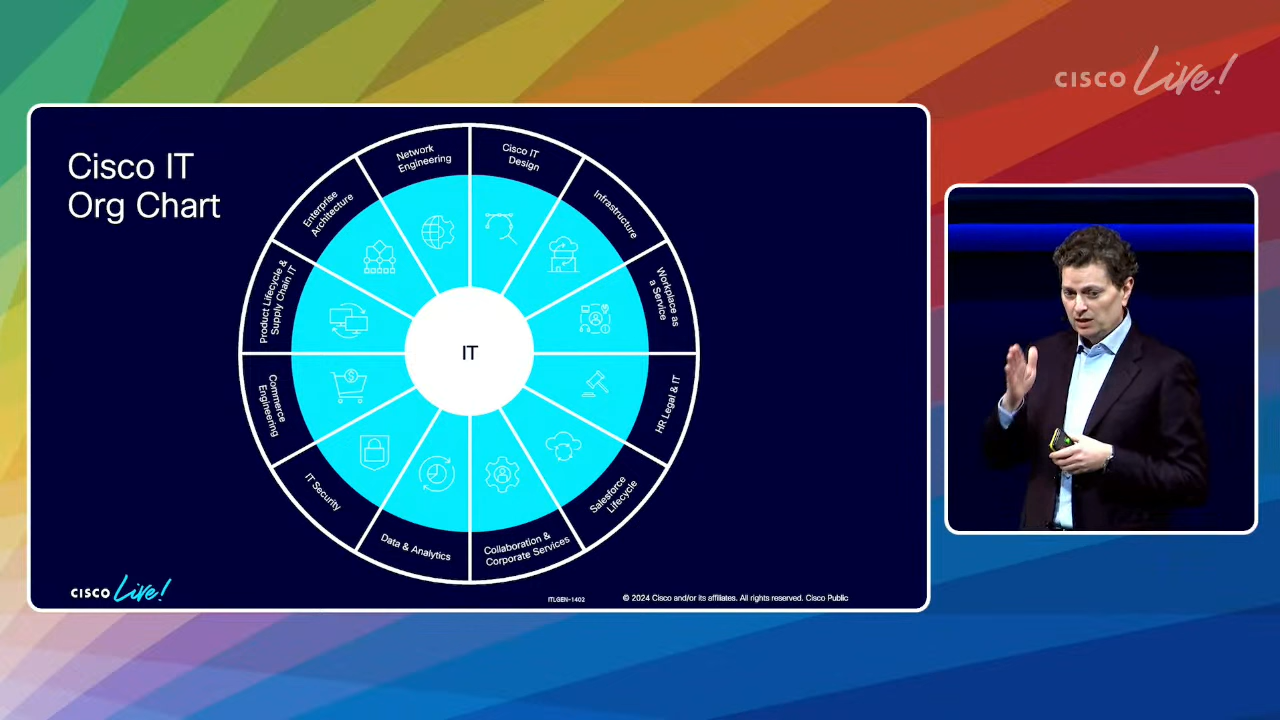 CISCO Live!
Cisco IT
Org Chart
Network
Engineering
Cisco IT
Design
Infrastructure
Workplace as
a Service
HR Legal & IT
Salesforce
Lifecycle
Collaboration &
Corporate Services
Data & Analytics
IT Security
Commerce
Engineering
Product Lifecycle &
Supply Chain IT
Enterprise
Architecture
IT
$
CISCO Live!
ITLGEN-1402
© 2024 Cisco and/or its affiliates. All rights reserved. Cisco Public